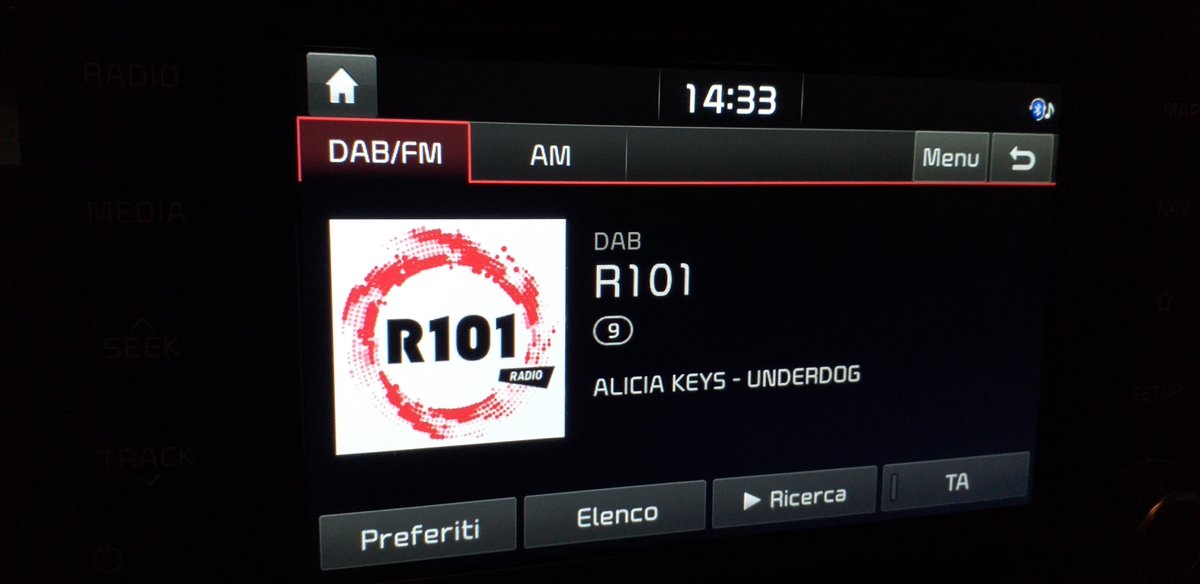 RADIO
MEDIA
SEEK
TRACK
14:33
DAB/FM
AM
Menu
R101
RADIO
DAB
R101
9
ALICIA KEYS - UNDERDOG
Preferiti
Elenco
Ricerca
TA